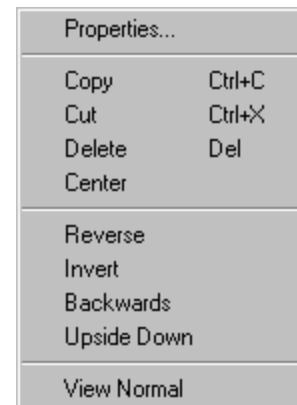 Properties...
Copy Ctrl+C
Cut Ctrl+X
Delete Del
Center
Reverse
Invert
Backwards
Upside Down
View Normal